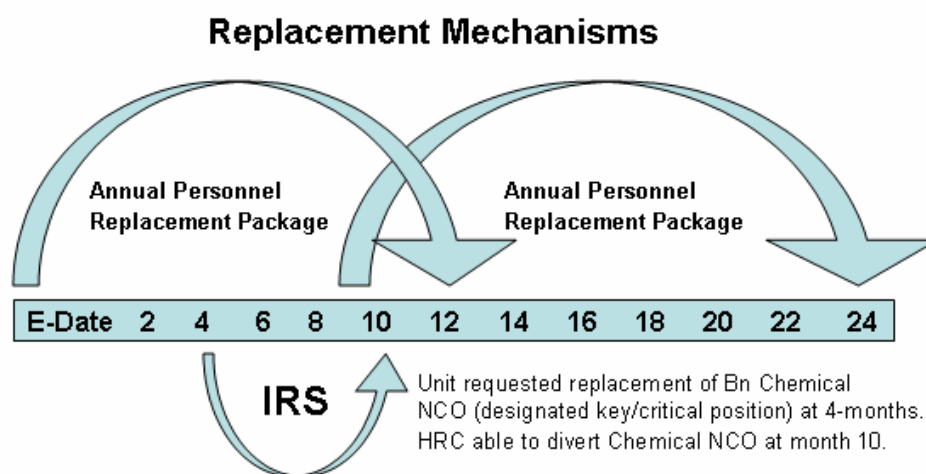 Replacement Mechanisms
Annual Personnel
Replacement Package
Annual Personnel
Replacement Package
E-Date 2 4 6 8 10 12 14 16 18 20 22 24
IRS
Unit requested replacement of Bn Chemical
NCO (designated key/critical position) at 4-months.
HRC able to divert Chemical NCO at month 10.